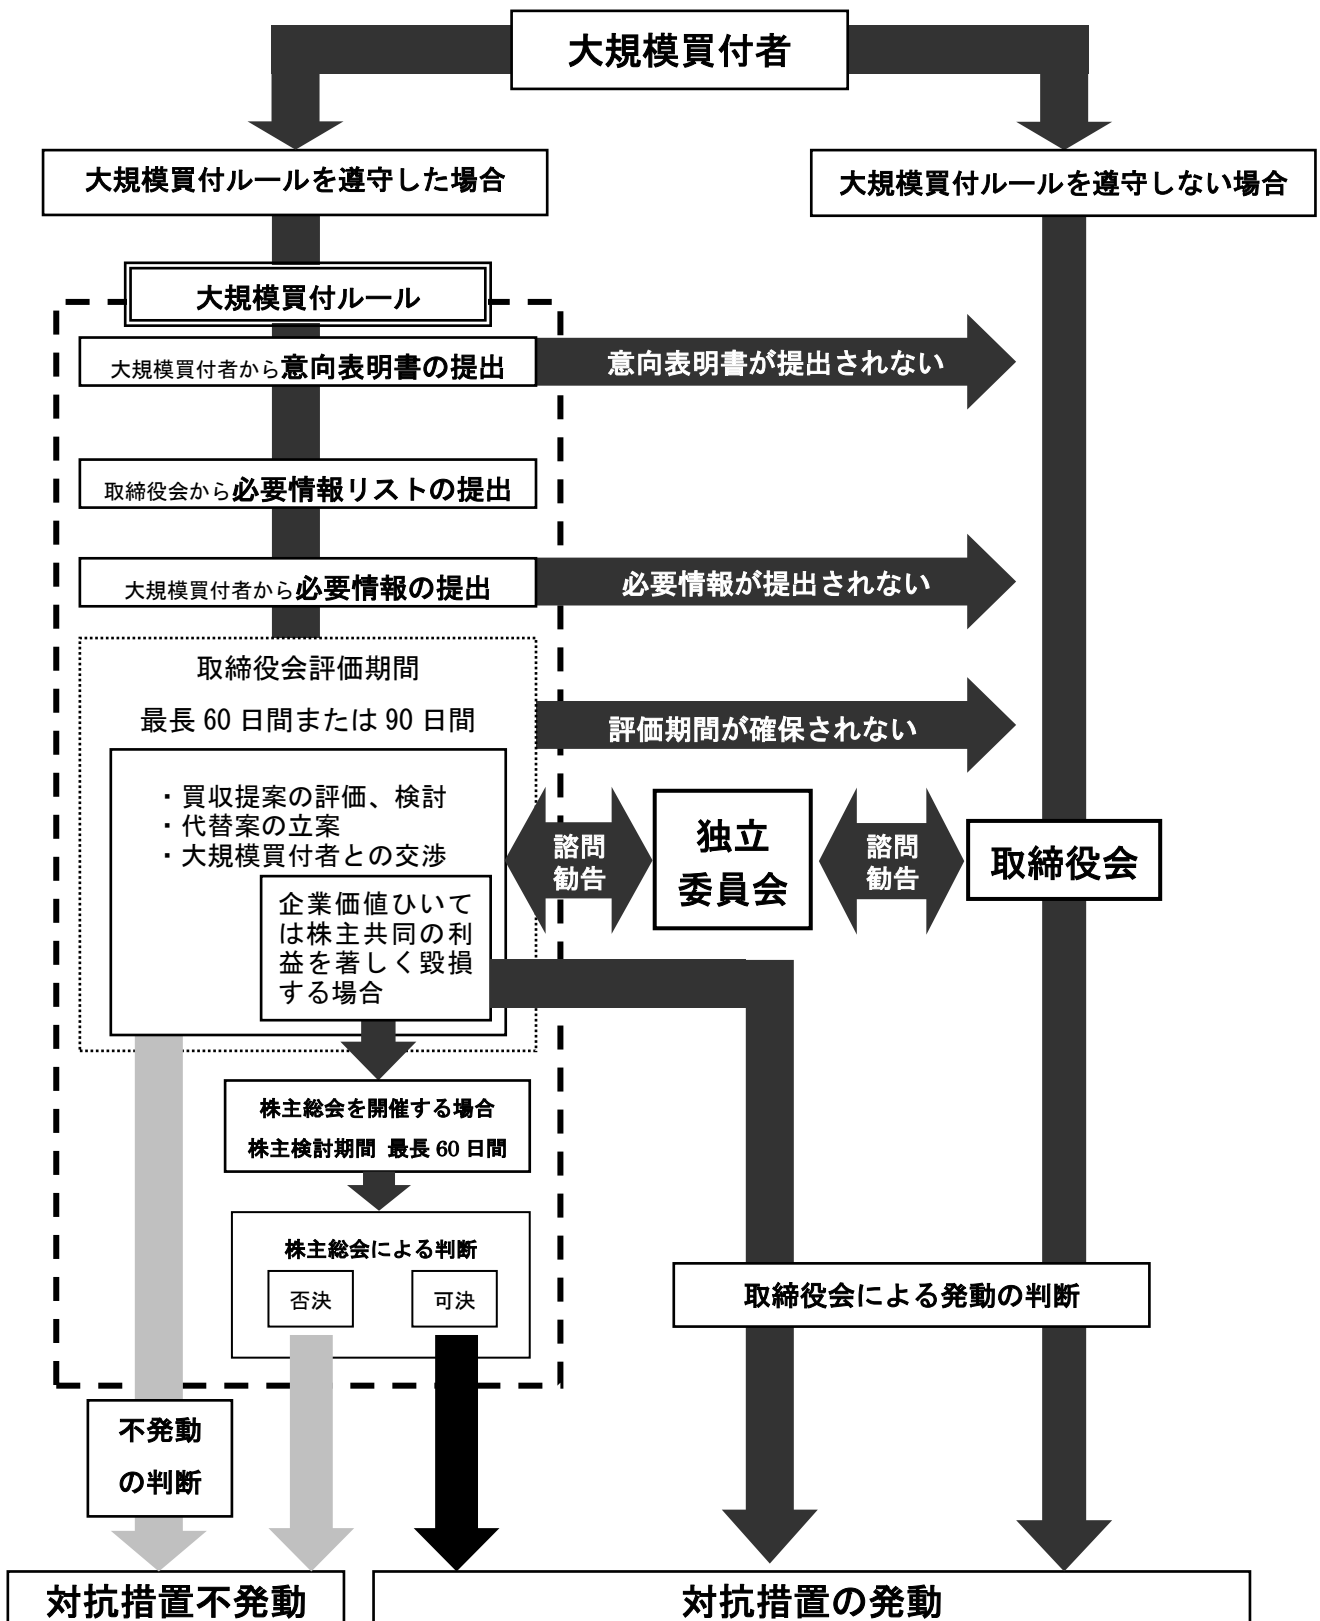 大規模買付者
大規模買付ルールを遵守した場合
大規模買付ルールを遵守しない場合
大規模買付ルール
大規模買付者から意向表明書の提出
意向表明書が提出されない
取締役会から必要情報リストの提出
大規模買付者から必要情報の提出
必要情報が提出されない
取締役会評価期間
最長 60 日間または 90 日間
評価期間が確保されない
・買収提案の評価、検討
・代替案の立案
・大規模買付者との交渉
諮問
勧告
独立
委員会
諮問
勧告
取締役会
企業価値ひいて
は株主共同の利
益を著しく毀損
する場合
株主総会を開催する場合
株主検討期間 最長 60 日間
株主総会による判断
否決
可決
取締役会による発動の判断
不発動
の判断
対抗措置不発動
対抗措置の発動